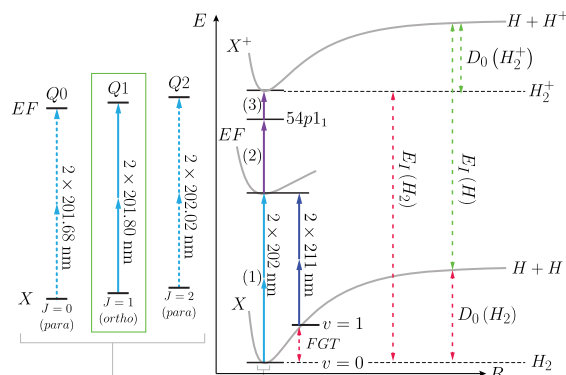 Q0
Q1
Q2
EF
2 × 201.68 nm
2 × 201.80 nm
2 × 202.02 nm
X
J = 0
(para)
J = 1
(ortho)
J = 2
(para)
E
H + H⁺
X⁺
D₀ (H₂⁺)
(3)
H₂⁺
54p1₁
EF
(2)
E_I (H₂)
E_I (H)
2 × 202 nm
2 × 211 nm
(1)
H + H
X
v = 1
D₀ (H₂)
FGT
v = 0
H₂